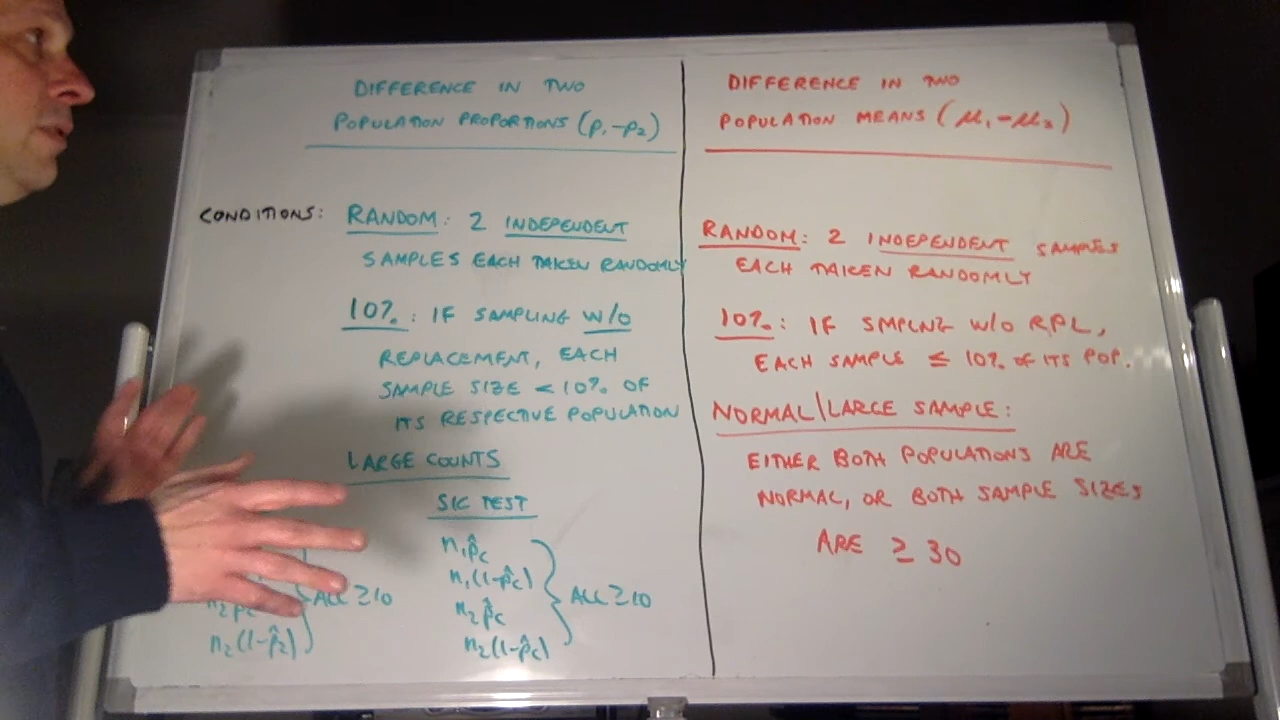 DIFFERENCE IN TWO
POPULATION PROPORTIONS (p₁-p₂)
CONDITIONS: RANDOM: 2 INDEPENDENT
SAMPLES EACH TAKEN RANDOMLY
10%: IF SAMPLING W/O
REPLACEMENT, EACH
SAMPLE SIZE < 10% OF
ITS RESPECTIVE POPULATION
LARGE COUNTS
SIG TEST
n₁p̂c
n₁(1-p̂c)
n₂p̂c
n₂(1-p̂c)
ALL ≥10
ALL ≥10
n₂(1-p̂₂)
DIFFERENCE IN TWO
POPULATION MEANS (μ₁-μ₂)
RANDOM: 2 INDEPENDENT SAMPLES
EACH TAKEN RANDOMLY
10%: IF SMPLNG W/O RPL,
EACH SAMPLE ≤ 10% OF ITS POP.
NORMAL/LARGE SAMPLE:
EITHER BOTH POPULATIONS ARE
NORMAL, OR BOTH SAMPLE SIZES
ARE ≥ 30